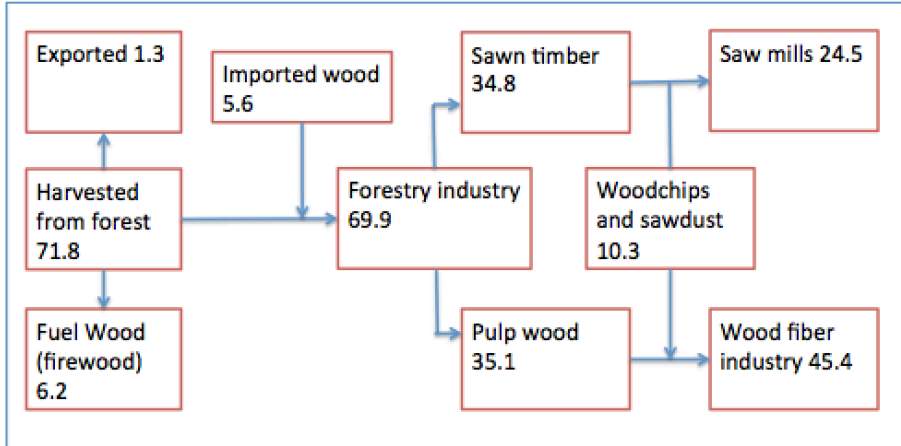 Exported 1.3
Imported wood
5.6
Sawn timber
34.8
Saw mills 24.5
Harvested
from forest
71.8
Forestry industry
69.9
Woodchips
and sawdust
10.3
Fuel Wood
(firewood)
6.2
Pulp wood
35.1
Wood fiber
industry 45.4